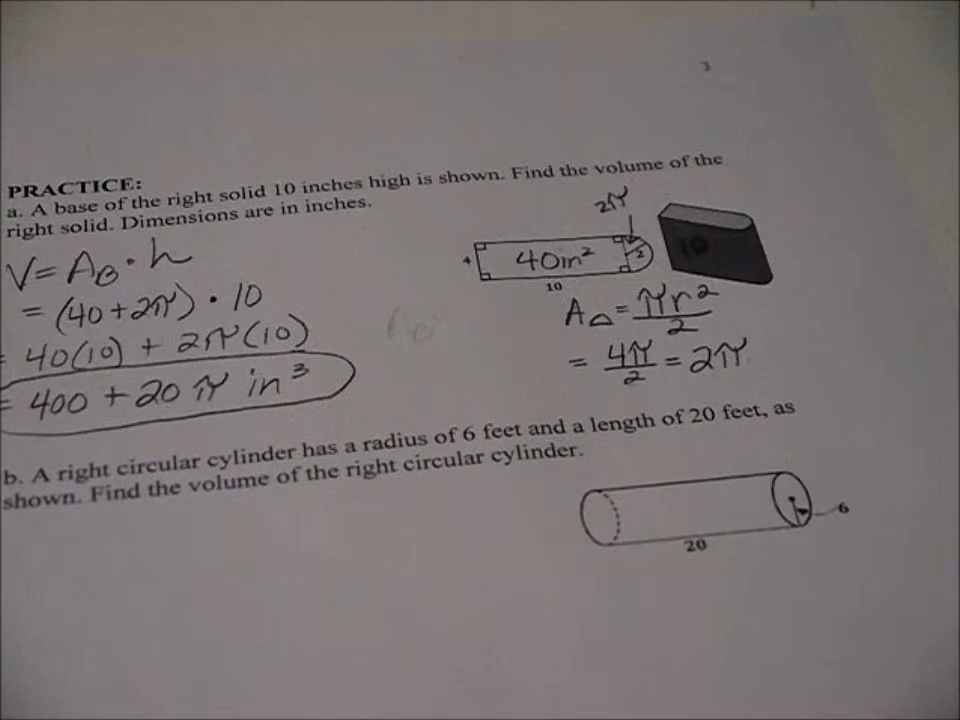 3
PRACTICE:
a. A base of the right solid 10 inches high is shown. Find the volume of the
right solid. Dimensions are in inches.
2π
V = A_B · h
= (40 + 2π) · 10
= 40(10) + 2π(10)
= 400 + 20π in³
4
40in²
2
10
10
A⌓ = πr²/2
= 4π/2 = 2π
b. A right circular cylinder has a radius of 6 feet and a length of 20 feet, as
shown. Find the volume of the right circular cylinder.
6
20